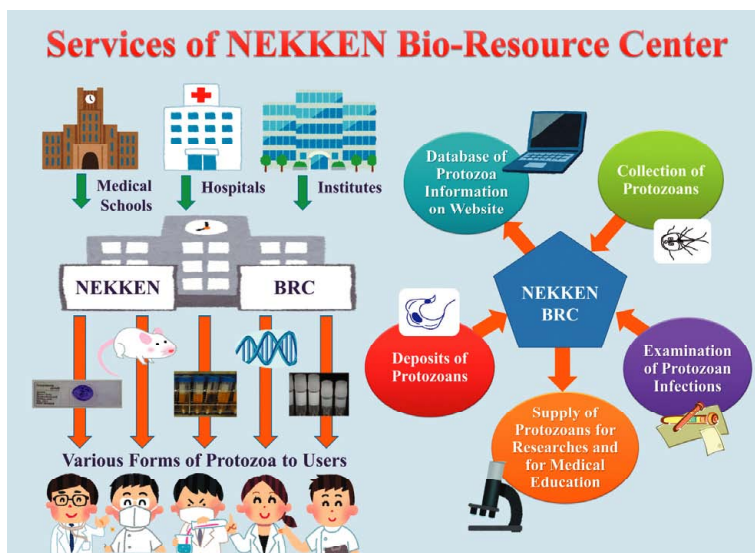 Services of NEKKEN Bio-Resource Center
Medical
Schools
Hospitals
Institutes
NEKKEN
BRC
Various Forms of Protozoa to Users
Database of
Protozoa
Information
on Website
Collection of
Protozoans
NEKKEN
BRC
Deposits of
Protozoans
Examination
of Protozoan
Infections
Supply of
Protozoans for
Researches and
for Medical
Education